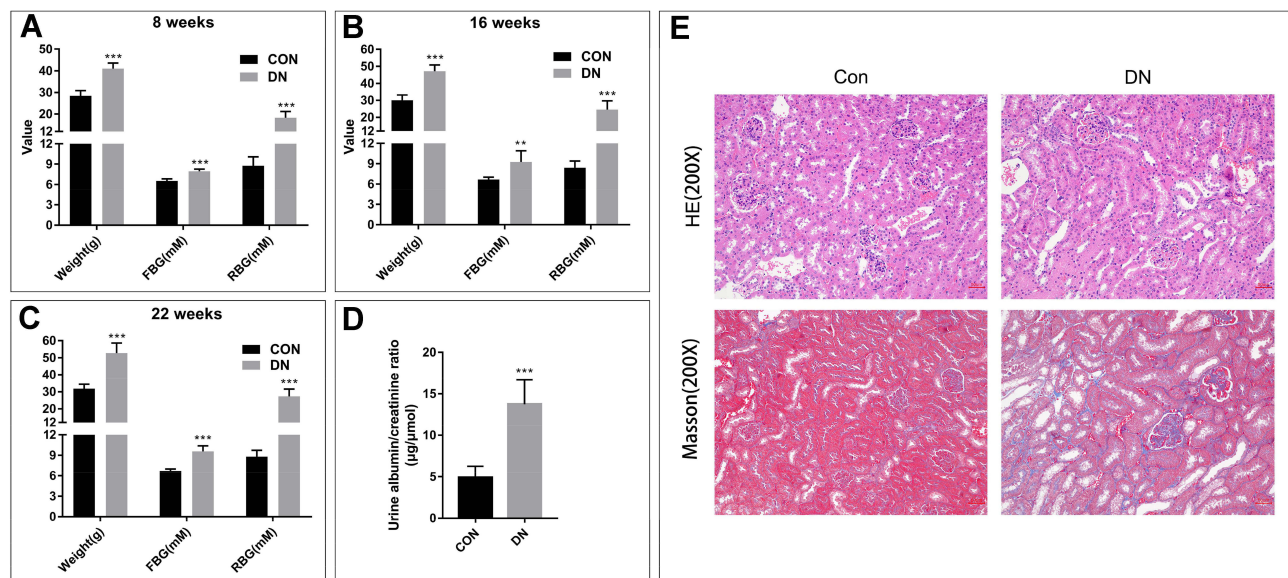 A
8 weeks
50
40
30
20
12
12
9
6
3
0
Value
***
***
***
CON
DN
Weight(g)
FBG(mM)
RBG(mM)
B
16 weeks
60
50
40
30
20
12
12
9
6
3
0
Value
***
**
***
CON
DN
Weight(g)
FBG(mM)
RBG(mM)
C
22 weeks
60
50
40
30
20
12
12
9
6
3
0
***
***
***
CON
DN
Weight(g)
FBG(mM)
RBG(mM)
D
Urine albumin/creatinine ratio
(μg/μmol)
20
15
10
5
0
***
CON
DN
E
Con
DN
HE(200X)
Masson(200X)